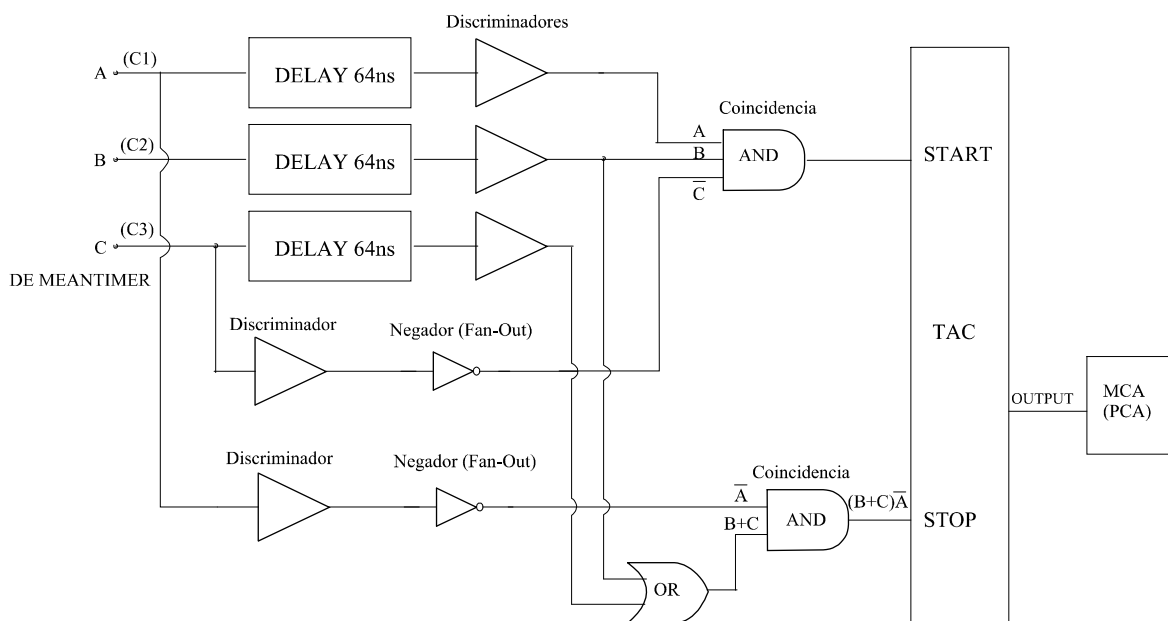 Discriminadores
A (C1) DELAY 64ns
Coincidencia
A
B (C2) DELAY 64ns
B
AND
START
C̅
C (C3) DELAY 64ns
DE MEANTIMER
Discriminador
Negador (Fan-Out)
TAC
OUTPUT
MCA
(PCA)
Discriminador
Negador (Fan-Out)
Coincidencia
A̅
AND
(B+C)A̅
STOP
B+C
OR